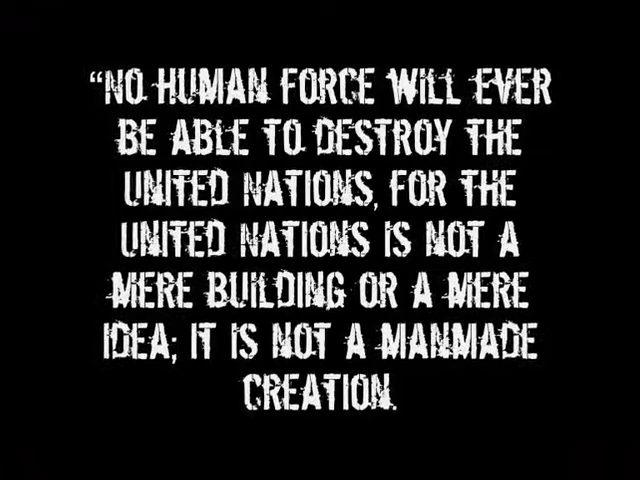 “NO HUMAN FORCE WILL EVER
BE ABLE TO DESTROY THE
UNITED NATIONS, FOR THE
UNITED NATIONS IS NOT A
MERE BUILDING OR A MERE
IDEA; IT IS NOT A MANMADE
CREATION.